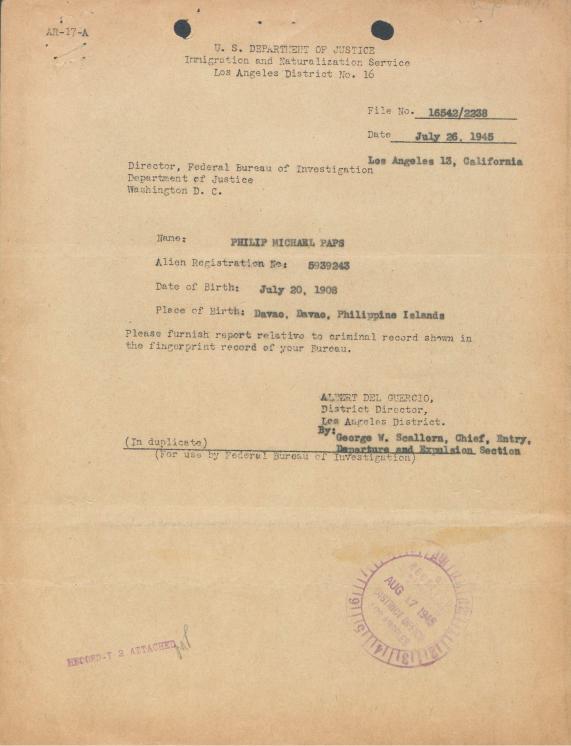 AR-17-A
U. S. DEPARTMENT OF JUSTICE
Immigration and Naturalization Service
Los Angeles District No. 16
File No. 16542/2238
Date July 26, 1945
Los Angeles 13, California
Director, Federal Bureau of Investigation
Department of Justice
Washington D. C.
Name: PHILIP MICHAEL PAPS
Alien Registration No: 5939243
Date of Birth: July 20, 1908
Place of Birth: Davao, Davao, Philippine Islands
Please furnish report relative to criminal record shown in
the fingerprint record of your Bureau.
ALBERT DEL GUERCIO,
District Director,
Los Angeles District.
By:
George W. Scallorn, Chief, Entry,
Departure and Expulsion Section
(In duplicate)
(For use by Federal Bureau of Investigation)
AUG 17 1945
DISTRICT OFFICE
LOS ANGELES
RECORD-T 2 ATTACHED